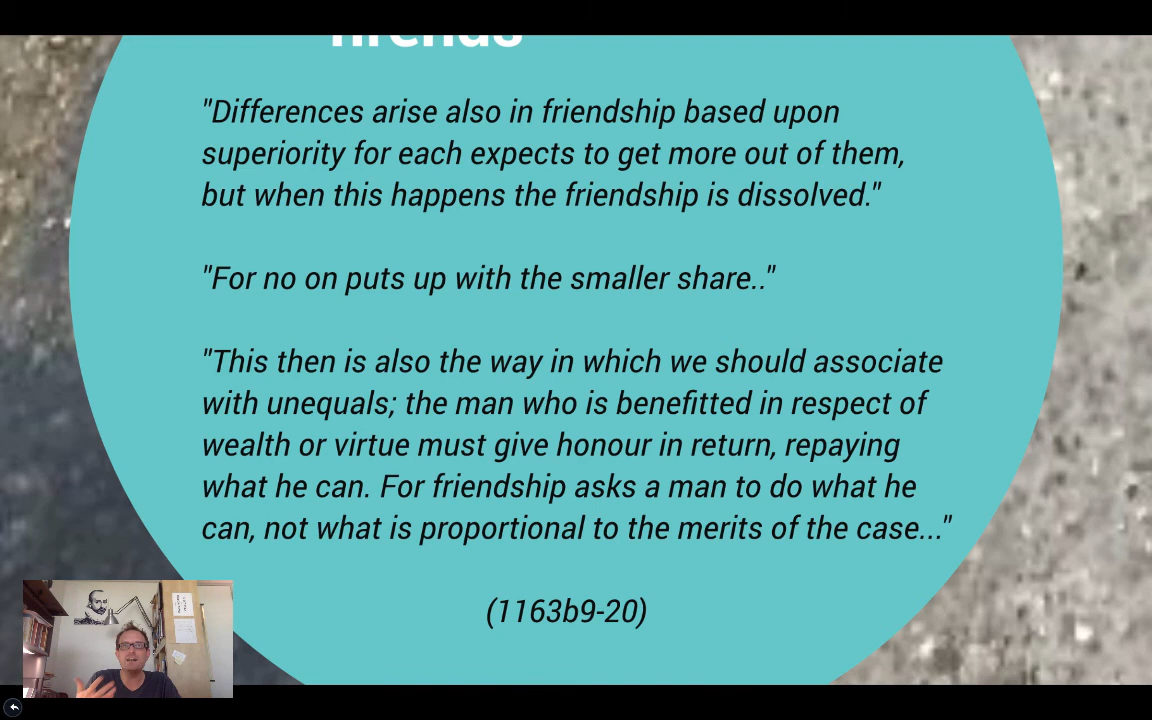 "Differences arise also in friendship based upon
superiority for each expects to get more out of them,
but when this happens the friendship is dissolved."
"For no on puts up with the smaller share.."
"This then is also the way in which we should associate
with unequals; the man who is benefitted in respect of
wealth or virtue must give honour in return, repaying
what he can. For friendship asks a man to do what he
can, not what is proportional to the merits of the case..."
(1163b9-20)